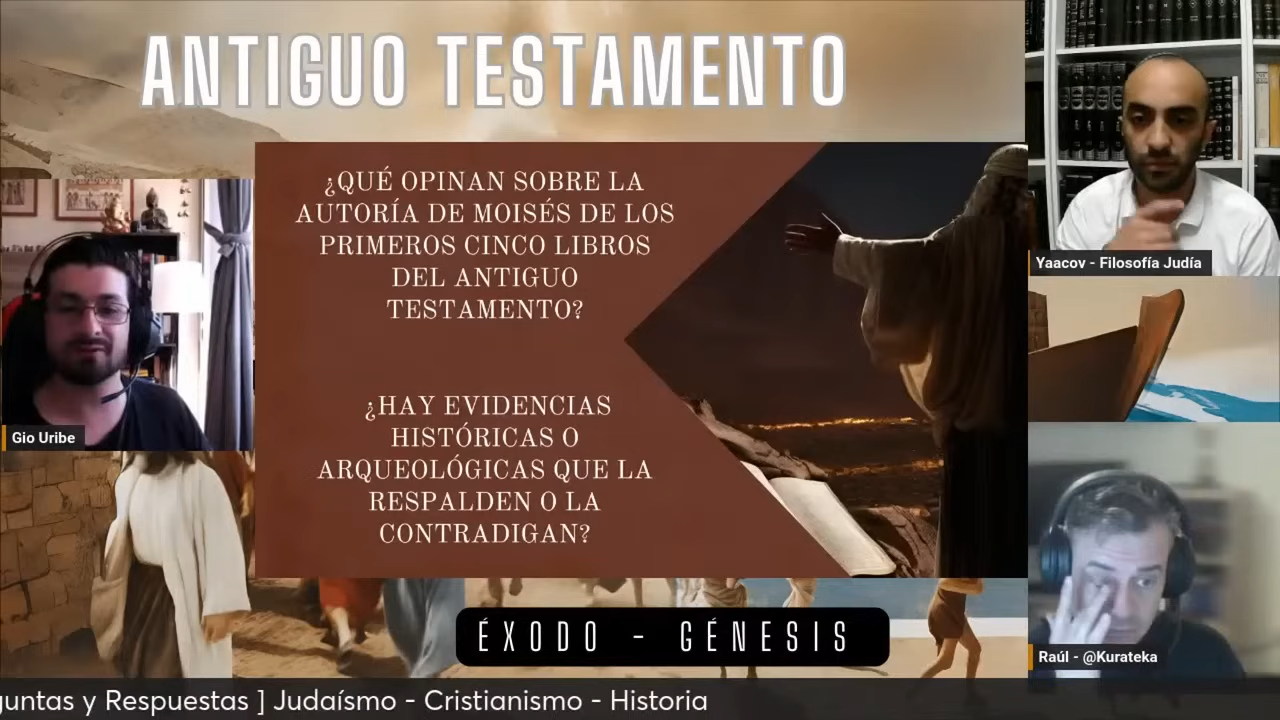 ANTIGUO TESTAMENTO
¿QUÉ OPINAN SOBRE LA
AUTORÍA DE MOISÉS DE LOS
PRIMEROS CINCO LIBROS
DEL ANTIGUO
TESTAMENTO?
¿HAY EVIDENCIAS
HISTÓRICAS O
ARQUEOLÓGICAS QUE LA
RESPALDEN O LA
CONTRADIGAN?
Yaacov - Filosofía Judía
Gio Uribe
ÉXODO - GÉNESIS
Raúl - @Kurateka
guntas y Respuestas ] Judaísmo - Cristianismo - Historia